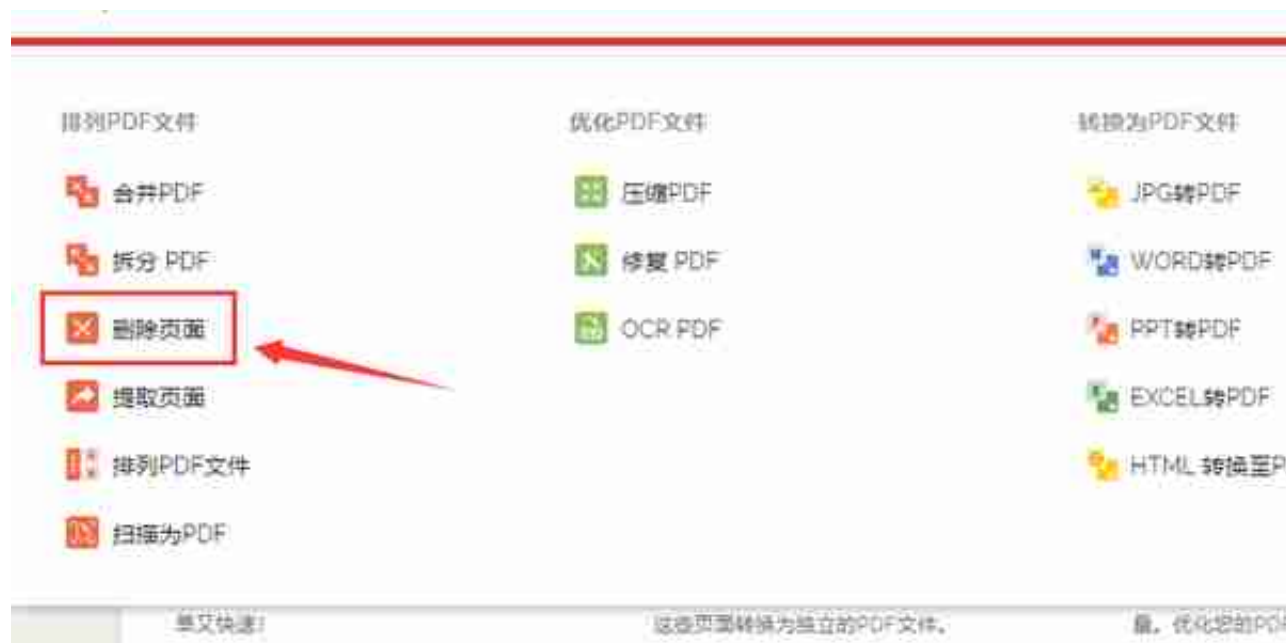 排列PDF文件
合并PDF
拆分 PDF
删除页面
提取页面
排列PDF文件
扫描为PDF
优化PDF文件
压缩PDF
修复 PDF
OCR PDF
转换为PDF文件
JPG转PDF
WORD转PDF
PPT转PDF
EXCEL转PDF
HTML 转换至P
单又快速!
这些页面转换为独立的PDF文件。
量。优化您的PDF